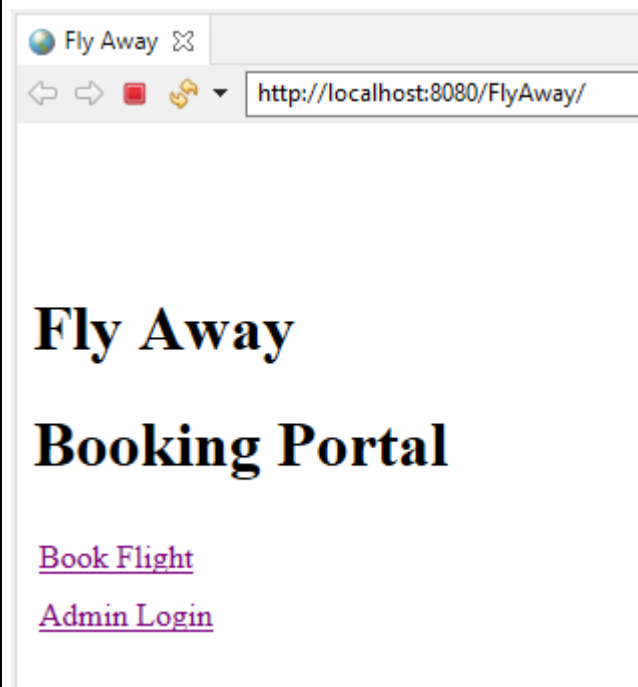 Fly Away
http://localhost:8080/FlyAway/
Fly Away
Booking Portal
Book Flight
Admin Login